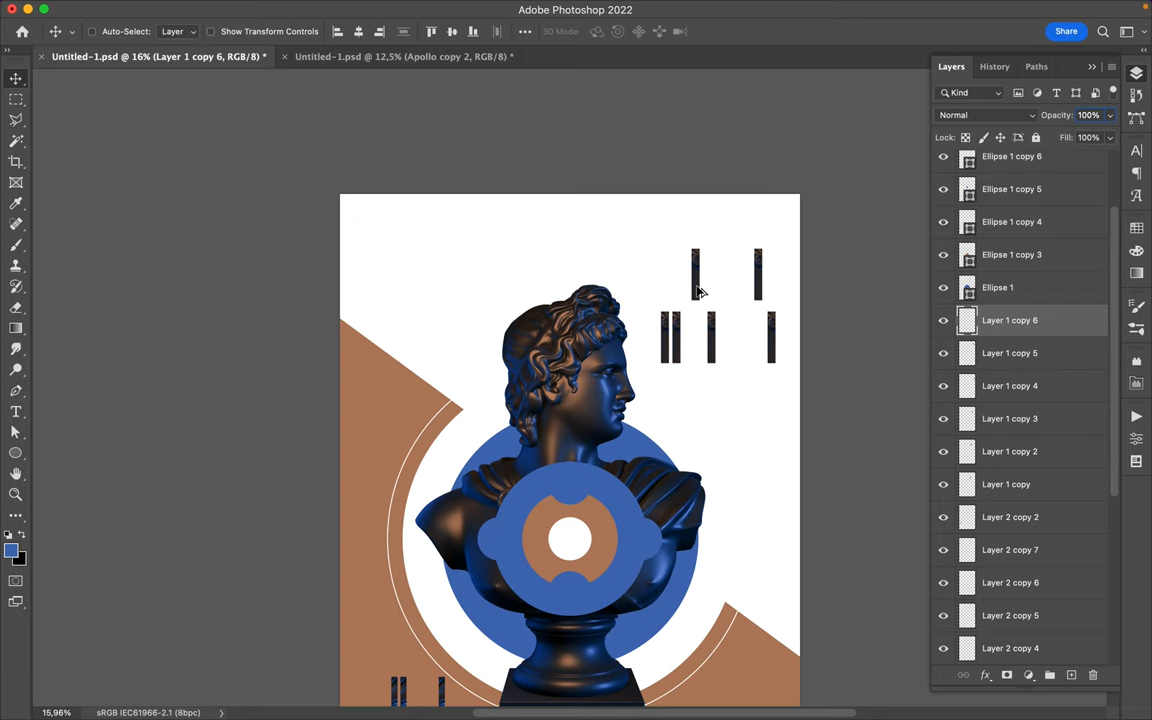 Adobe Photoshop 2022
Auto-Select:
Layer
Show Transform Controls
3D Mode:
Share
Untitled-1.psd @ 16% (Layer 1 copy 6, RGB/8) *
Untitled-1.psd @ 12,5% (Apollo copy 2, RGB/8) *
Layers
History
Paths
Kind
Normal
Opacity:
100%
Lock:
Fill:
100%
Ellipse 1 copy 6
Ellipse 1 copy 5
Ellipse 1 copy 4
Ellipse 1 copy 3
Ellipse 1
Layer 1 copy 6
Layer 1 copy 5
Layer 1 copy 4
Layer 1 copy 3
Layer 1 copy 2
Layer 1 copy
Layer 2 copy 2
Layer 2 copy 7
Layer 2 copy 6
Layer 2 copy 5
Layer 2 copy 4
15,96%
sRGB IEC61966-2.1 (8bpc)